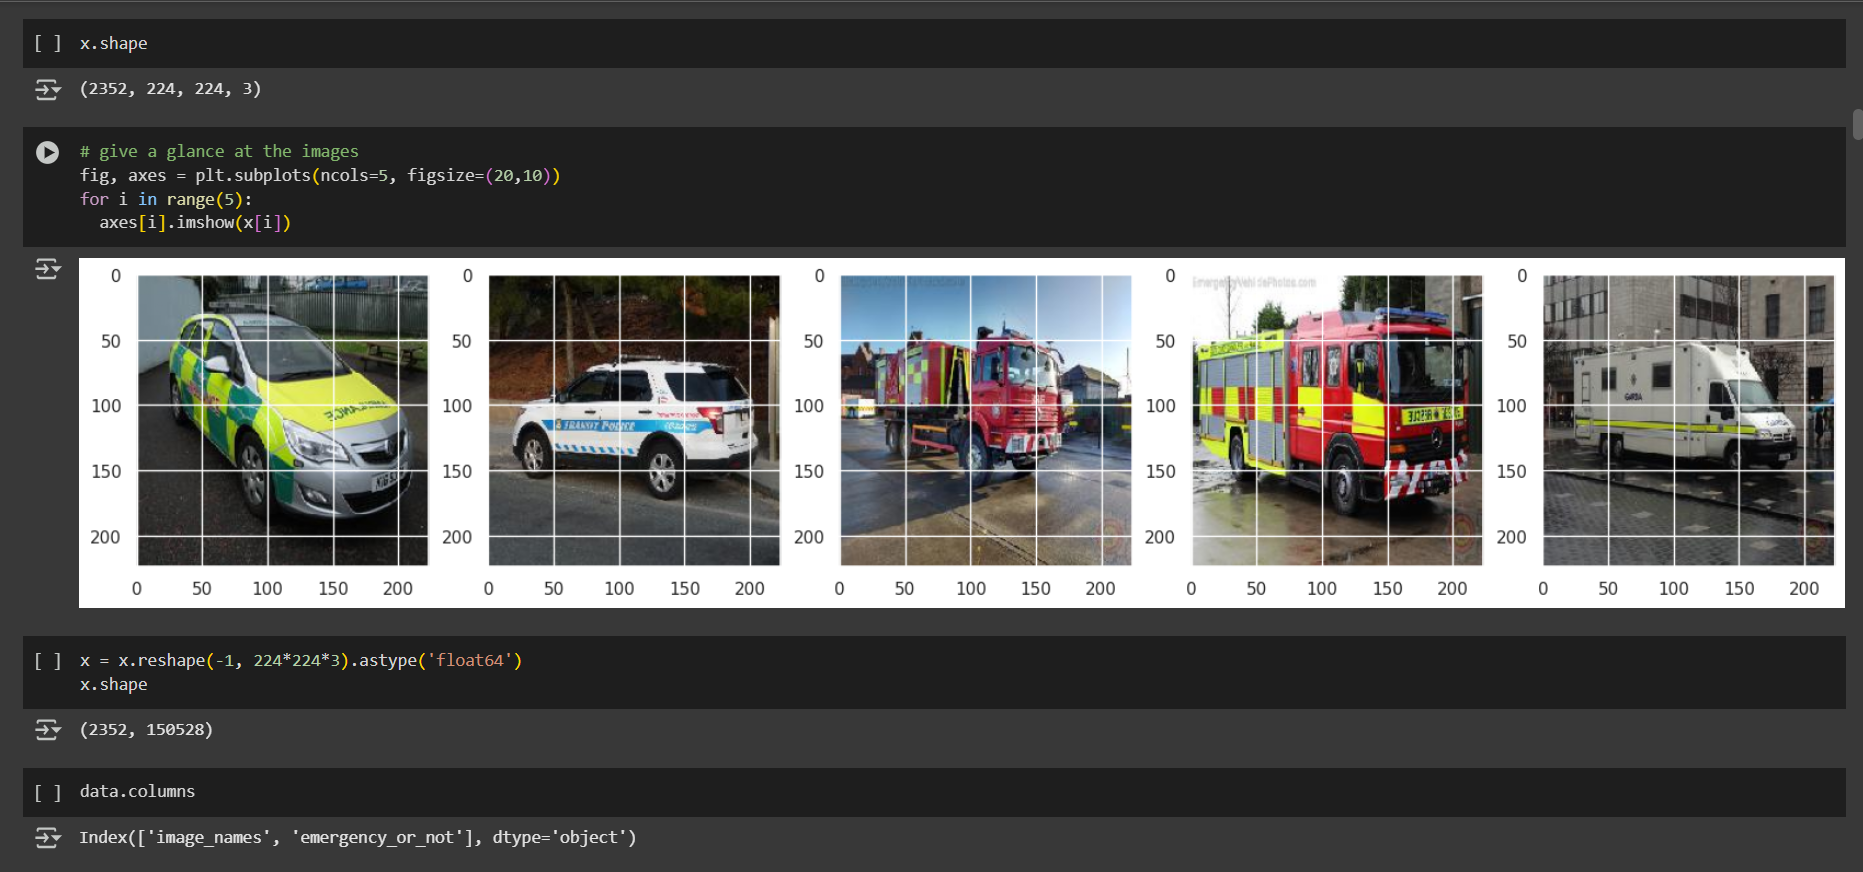 [ ] x.shape
(2352, 224, 224, 3)
# give a glance at the images
fig, axes = plt.subplots(ncols=5, figsize=(20,10))
for i in range(5):
  axes[i].imshow(x[i])
0 0 0 0 0
50 50 50 50 50
100 100 100 100 100
150 150 150 150 150
200 200 200 200 200
TRANSIT POLICE
GARDA
0 50 100 150 200 0 50 100 150 200 0 50 100 150 200 0 50 100 150 200 0 50 100 150 200
[ ] x = x.reshape(-1, 224*224*3).astype('float64')
x.shape
(2352, 150528)
[ ] data.columns
Index(['image_names', 'emergency_or_not'], dtype='object')